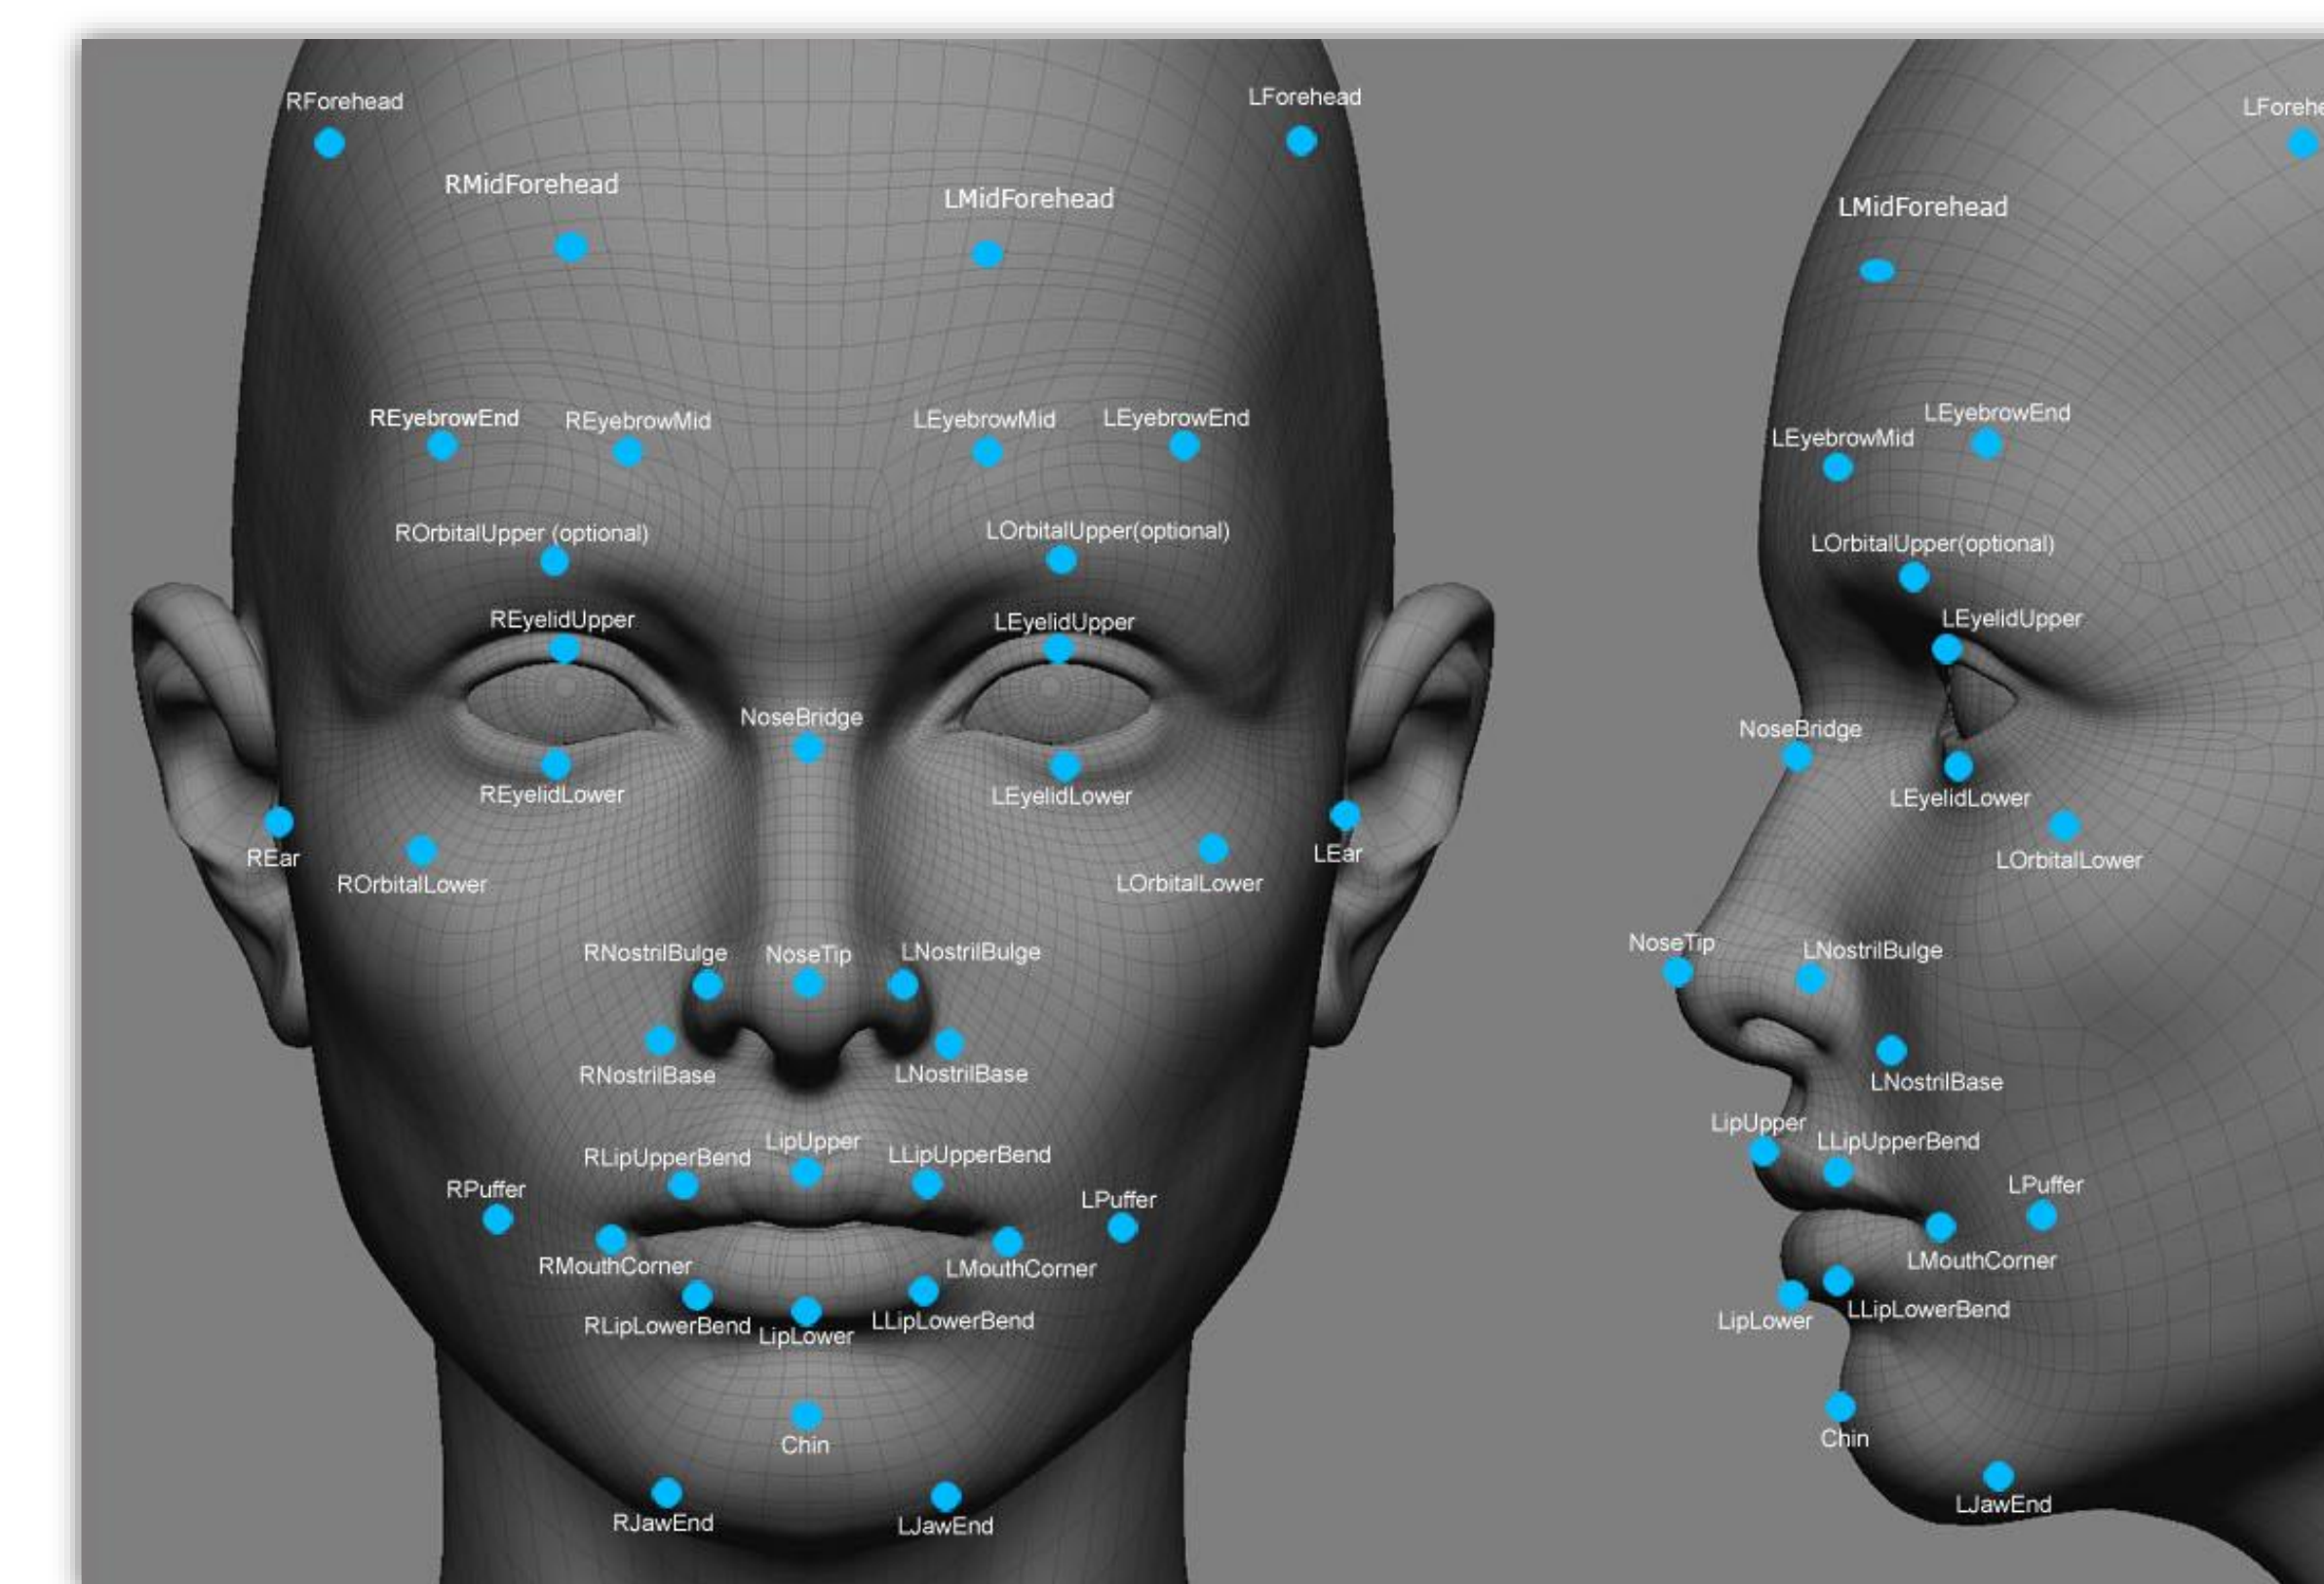 RForehead
LForehead
RMidForehead
LMidForehead
REyebrowEnd
REyebrowMid
LEyebrowMid
LEyebrowEnd
ROrbitalUpper (optional)
LOrbitalUpper(optional)
REyelidUpper
LEyelidUpper
NoseBridge
REyelidLower
LEyelidLower
REar
LEar
ROrbitalLower
LOrbitalLower
RNostrilBulge
NoseTip
LNostrilBulge
RNostrilBase
LNostrilBase
LipUpper
RLipUpperBend
LLipUpperBend
RPuffer
LPuffer
RMouthCorner
LMouthCorner
RLipLowerBend
LipLower
LLipLowerBend
Chin
RJawEnd
LJawEnd
LForehe
LMidForehead
LEyebrowEnd
LEyebrowMid
LOrbitalUpper(optional)
LEyelidUpper
NoseBridge
LEyelidLower
LOrbitalLower
NoseTip
LNostrilBulge
LNostrilBase
LipUpper
LLipUpperBend
LPuffer
LMouthCorner
LLipLowerBend
LipLower
Chin
LJawEnd